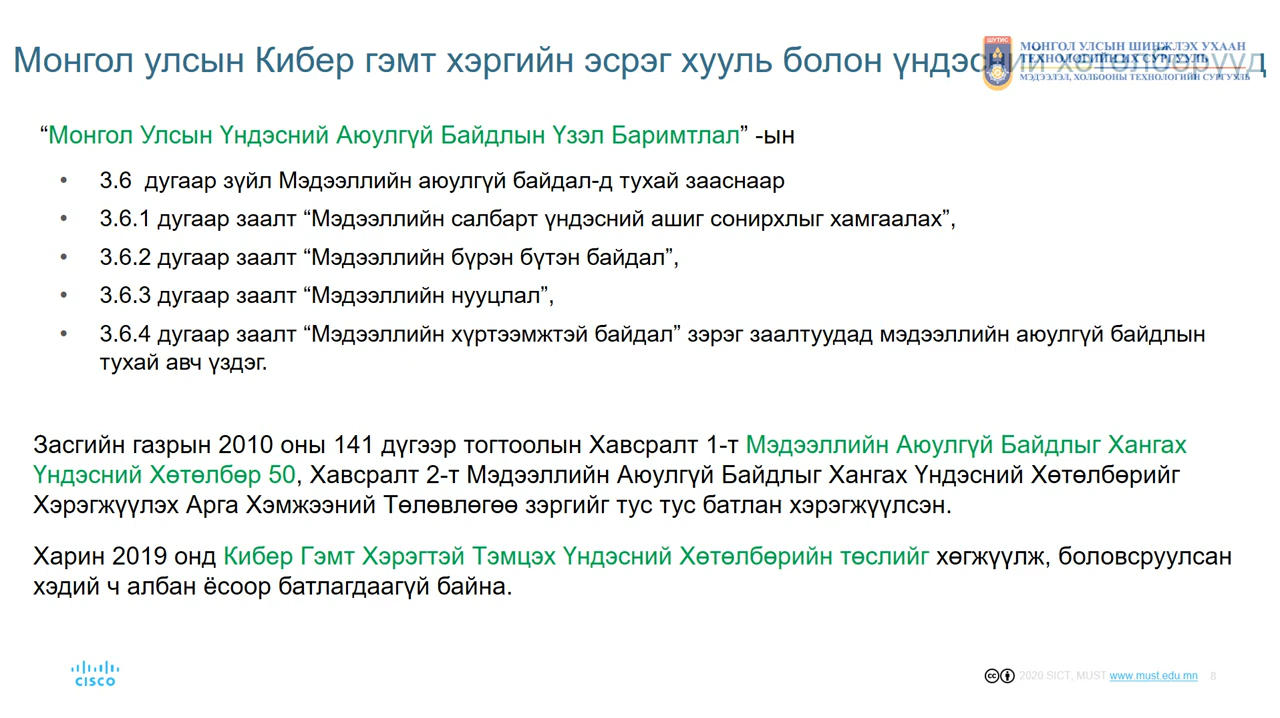 Монгол улсын Кибер гэмт хэргийн эсрэг хууль болон үндэсний хөтөлбөрүүд
ШУТИС
МОНГОЛ УЛСЫН ШИНЖЛЭХ УХААН
ТЕХНОЛОГИЙН ИХ СУРГУУЛЬ
МЭДЭЭЛЭЛ, ХОЛБООНЫ ТЕХНОЛОГИЙН СУРГУУЛЬ
“Монгол Улсын Үндэсний Аюулгүй Байдлын Үзэл Баримтлал” -ын
• 3.6 дугаар зүйл Мэдээллийн аюулгүй байдал-д тухай зааснаар
• 3.6.1 дугаар заалт “Мэдээллийн салбарт үндэсний ашиг сонирхлыг хамгаалах”,
• 3.6.2 дугаар заалт “Мэдээллийн бүрэн бүтэн байдал”,
• 3.6.3 дугаар заалт “Мэдээллийн нууцлал”,
• 3.6.4 дугаар заалт “Мэдээллийн хүртээмжтэй байдал” зэрэг заалтуудад мэдээллийн аюулгүй байдлын
тухай авч үздэг.
Засгийн газрын 2010 оны 141 дүгээр тогтоолын Хавсралт 1-т Мэдээллийн Аюулгүй Байдлыг Хангах
Үндэсний Хөтөлбөр 50, Хавсралт 2-т Мэдээллийн Аюулгүй Байдлыг Хангах Үндэсний Хөтөлбөрийг
Хэрэгжүүлэх Арга Хэмжээний Төлөвлөгөө зэргийг тус тус батлан хэрэгжүүлсэн.
Харин 2019 онд Кибер Гэмт Хэрэгтэй Тэмцэх Үндэсний Хөтөлбөрийн төслийг хөгжүүлж, боловсруулсан
хэдий ч албан ёсоор батлагдаагүй байна.
CISCO
2020 SICT, MUST www.must.edu.mn 8